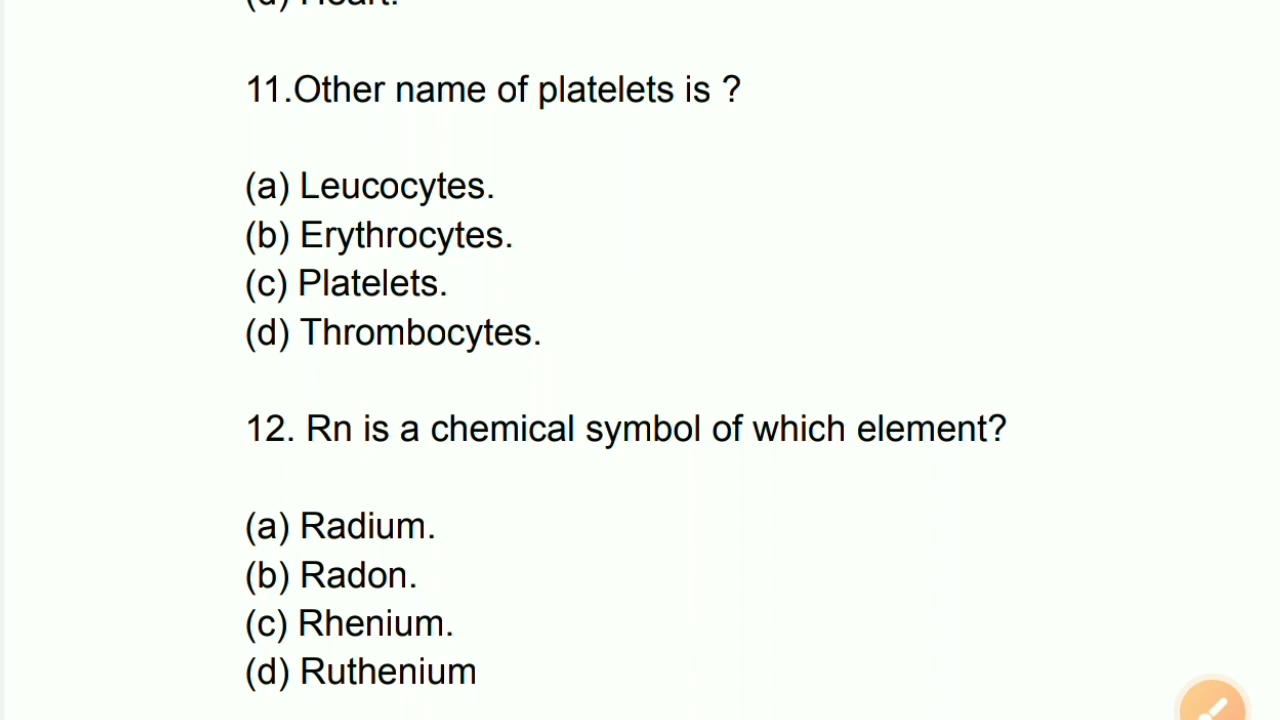 (d) Heart.
11.Other name of platelets is ?
(a) Leucocytes.
(b) Erythrocytes.
(c) Platelets.
(d) Thrombocytes.
12. Rn is a chemical symbol of which element?
(a) Radium.
(b) Radon.
(c) Rhenium.
(d) Ruthenium